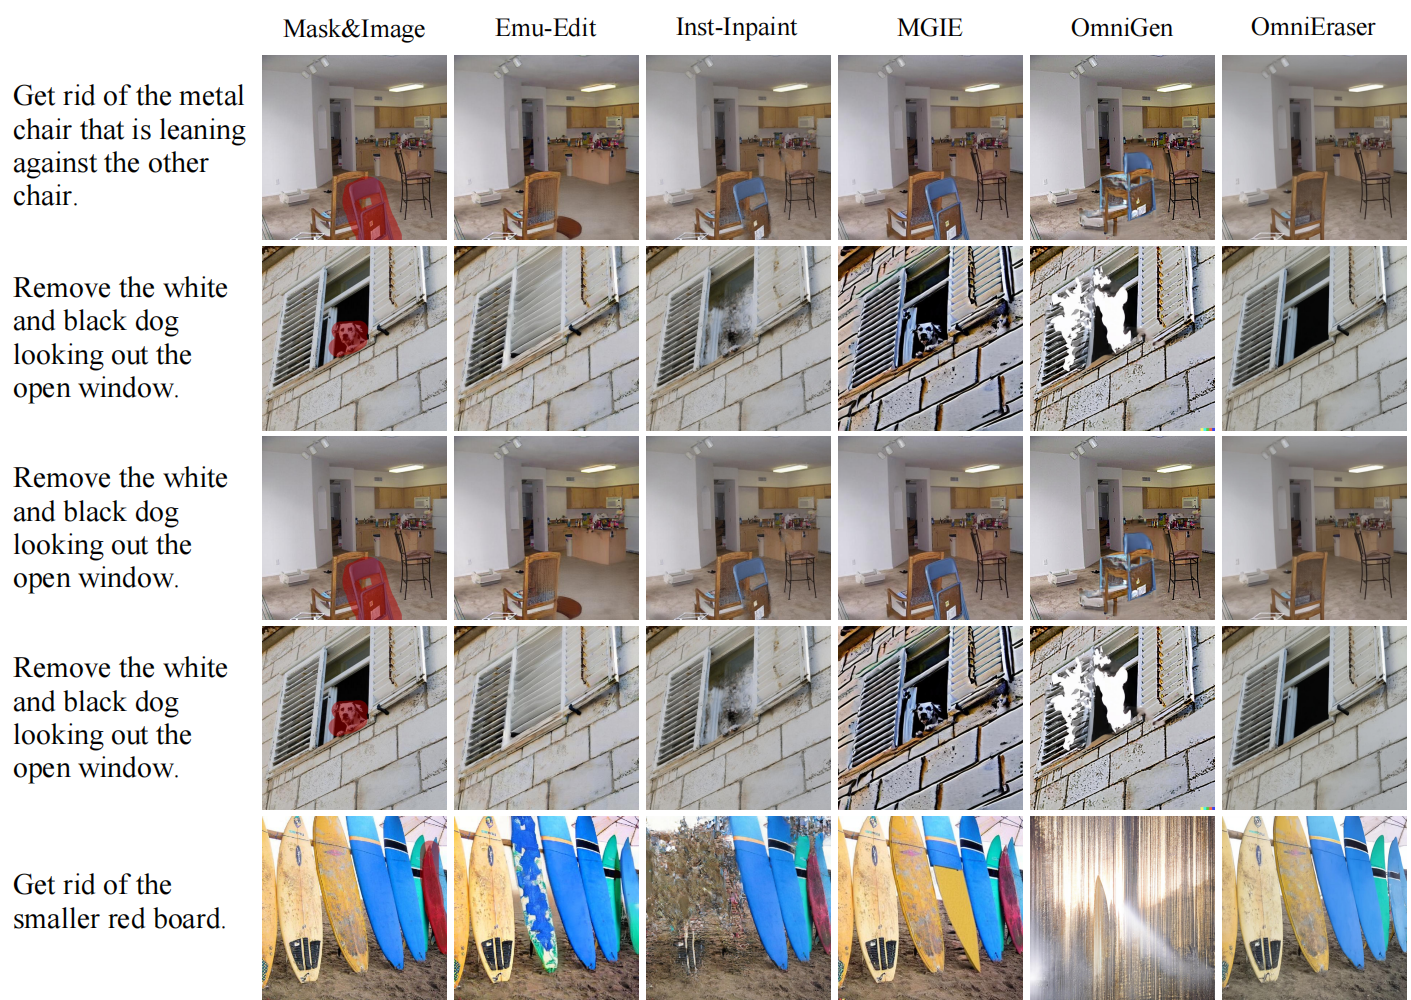 Mask&Image Emu-Edit Inst-Inpaint MGIE OmniGen OmniEraser
Get rid of the metal
chair that is leaning
against the other
chair.
Remove the white
and black dog
looking out the
open window.
Remove the white
and black dog
looking out the
open window.
Remove the white
and black dog
looking out the
open window.
Get rid of the
smaller red board.